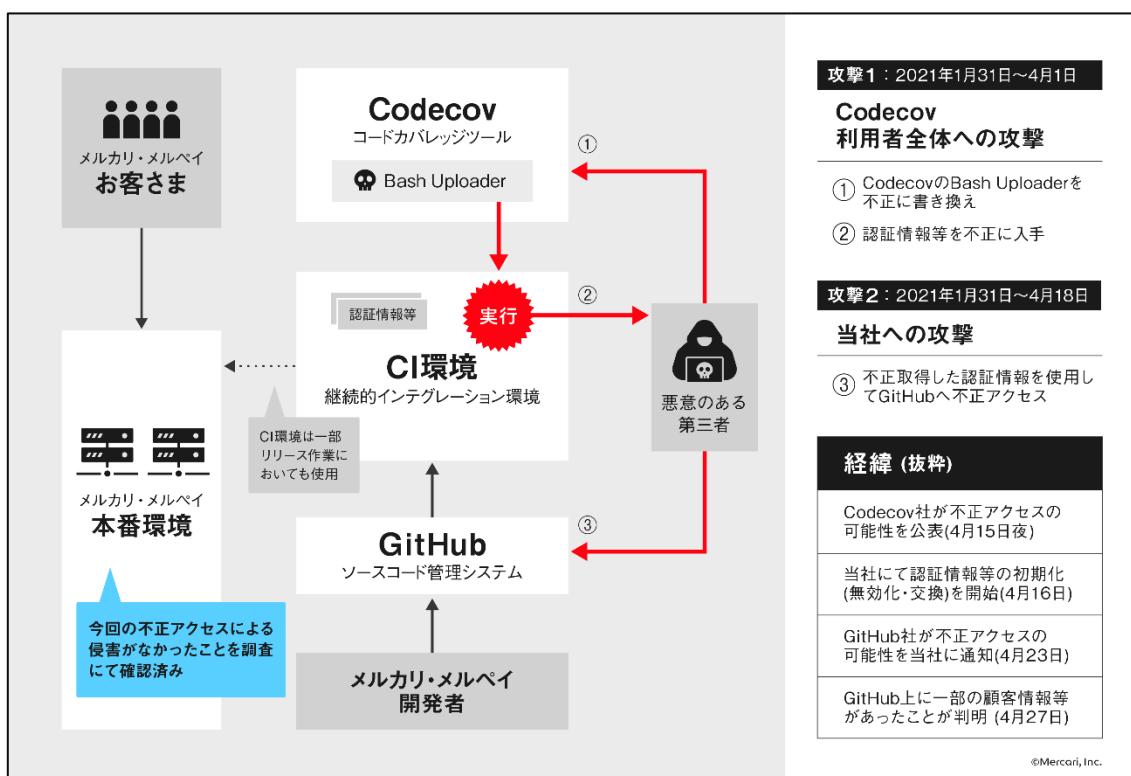 メルカリ・メルペイ
お客さま
メルカリ・メルペイ
本番環境
今回の不正アクセスによる
侵害がなかったことを調査
にて確認済み
Codecov
コードカバレッジツール
Bash Uploader
①
認証情報等
実行
②
CI環境
継続的インテグレーション環境
CI環境は一部
リリース作業に
おいても使用
悪意のある
第三者
③
GitHub
ソースコード管理システム
メルカリ・メルペイ
開発者
攻撃1：2021年1月31日～4月1日
Codecov
利用者全体への攻撃
① CodecovのBash Uploaderを
不正に書き換え
② 認証情報等を不正に入手
攻撃2：2021年1月31日～4月18日
当社への攻撃
③ 不正取得した認証情報を使用し
てGitHubへ不正アクセス
経緯 (抜粋)
Codecov社が不正アクセスの
可能性を公表(4月15日夜)
当社にて認証情報等の初期化
(無効化・交換)を開始(4月16日)
GitHub社が不正アクセスの
可能性を当社に通知(4月23日)
GitHub上に一部の顧客情報等
があったことが判明 (4月27日)
©Mercari, Inc.